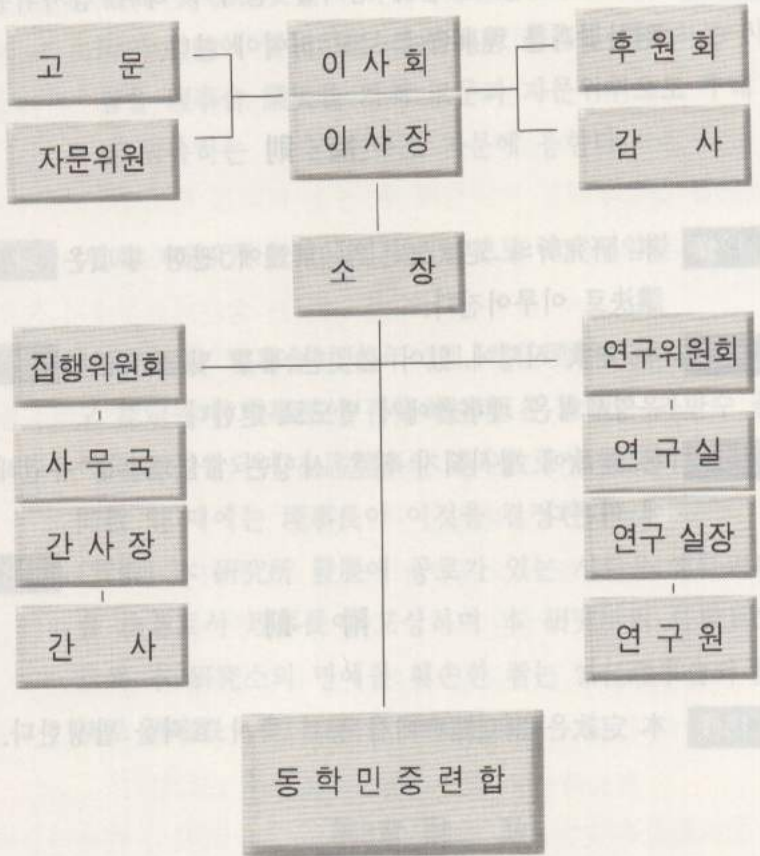 고 문
이 사 회
후 원 회
자문위원
이 사 장
감 사
소 장
집행위원회
연구위원회
사 무 국
연 구 실
간 사 장
연구 실장
간 사
연 구 원
동 학 민 중 련 합